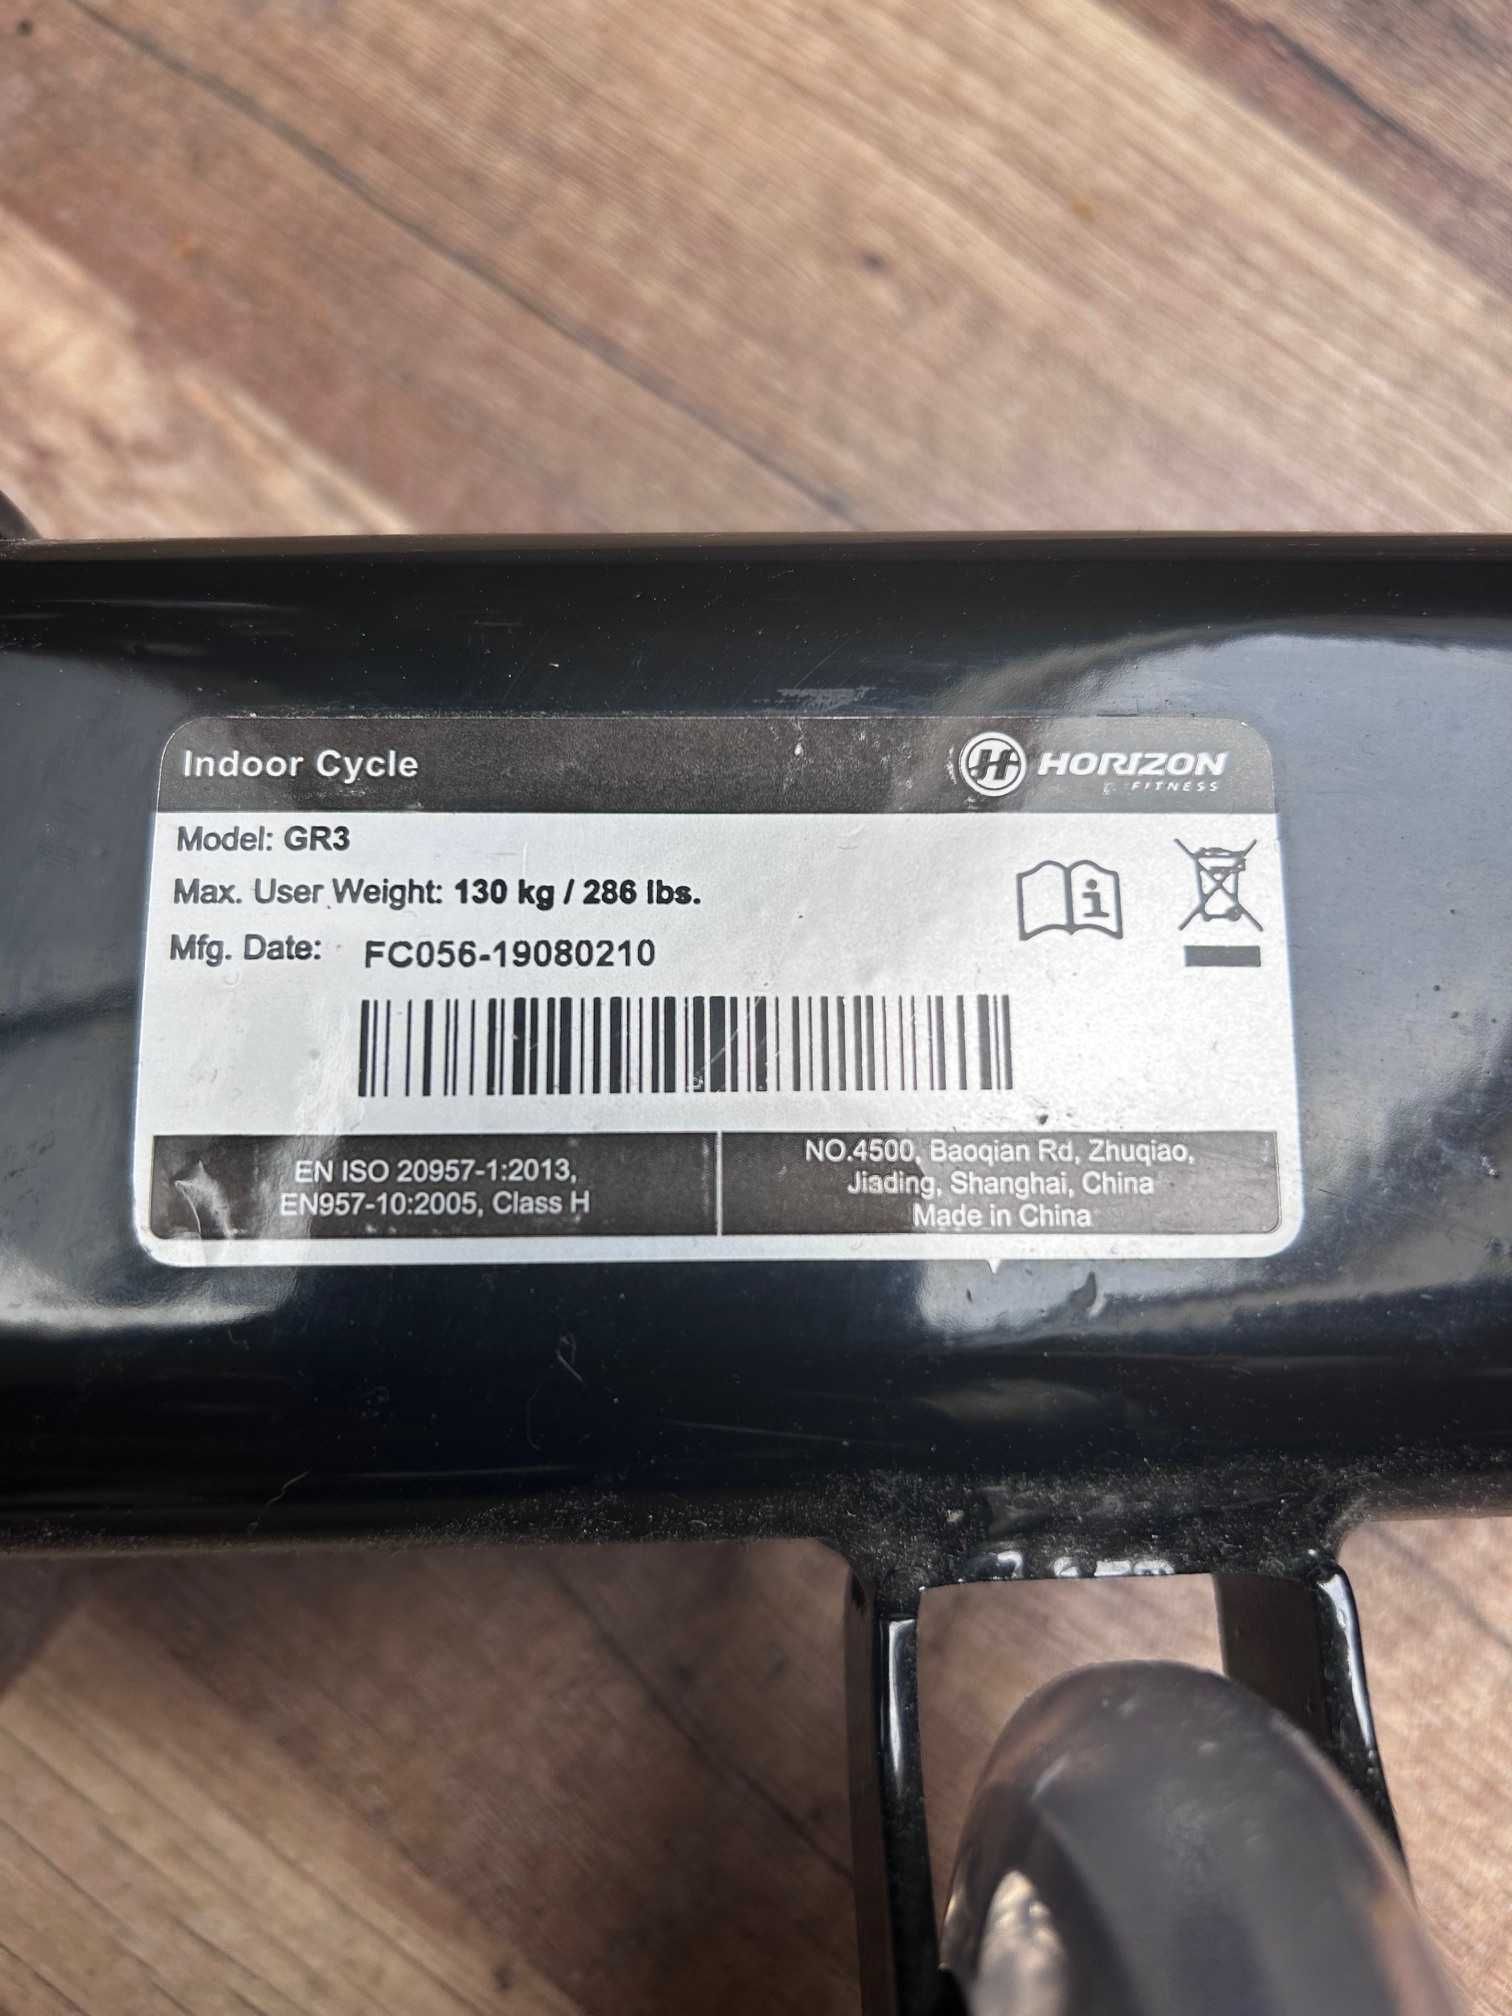 Indoor Cycle
HORIZON
FITNESS
Model: GR3
Max. User Weight: 130 kg / 286 lbs.
Mfg. Date: FC056-19080210
EN ISO 20957-1:2013,
EN957-10:2005, Class H
NO.4500, Baoqian Rd, Zhuqiao,
Jiading, Shanghai, China
Made in China